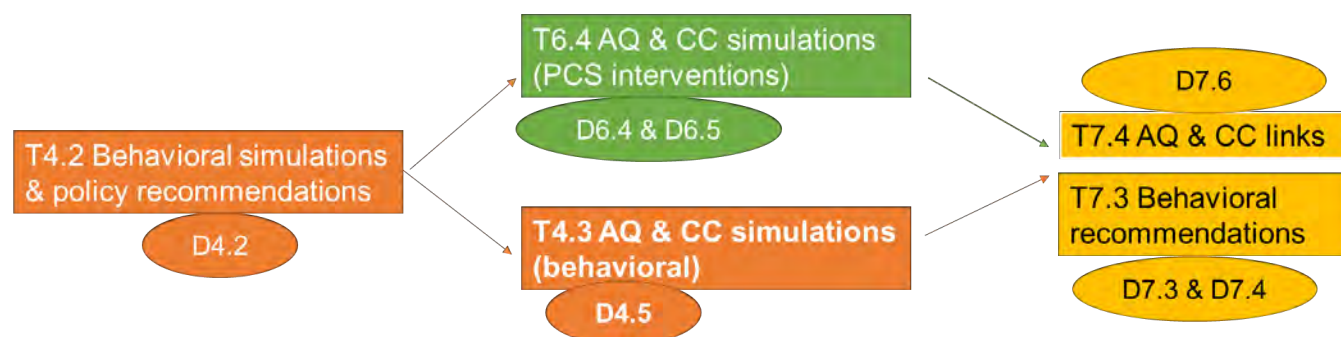 T4.2 Behavioral simulations
& policy recommendations
D4.2
T6.4 AQ & CC simulations
(PCS interventions)
D6.4 & D6.5
T4.3 AQ & CC simulations
(behavioral)
D4.5
D7.6
T7.4 AQ & CC links
T7.3 Behavioral
recommendations
D7.3 & D7.4